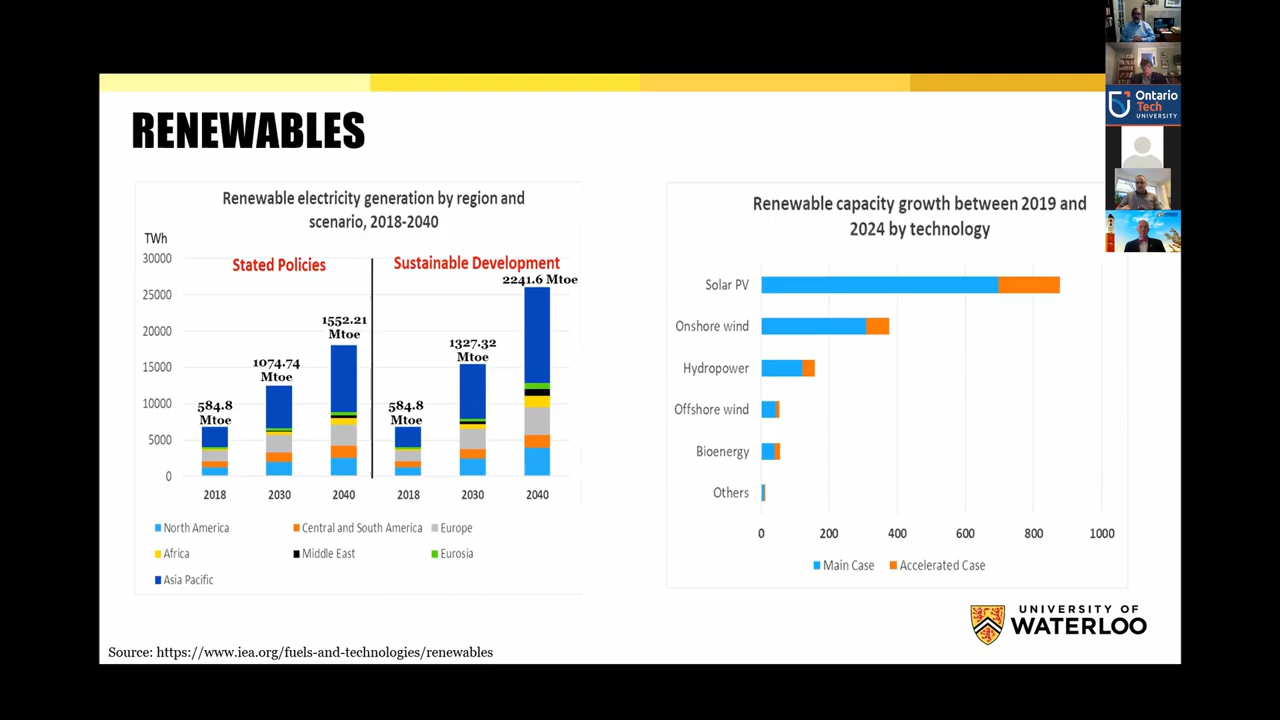 RENEWABLES
Renewable electricity generation by region and
scenario, 2018-2040
TWh
30000
25000
20000
15000
10000
5000
0
Stated Policies
Sustainable Development
584.8
Mtoe
1074.74
Mtoe
1552.21
Mtoe
584.8
Mtoe
1327.32
Mtoe
2241.6 Mtoe
2018
2030
2040
2018
2030
2040
North America
Central and South America
Europe
Africa
Middle East
Eurosia
Asia Pacific
Renewable capacity growth between 2019 and
2024 by technology
Solar PV
Onshore wind
Hydropower
Offshore wind
Bioenergy
Others
0
200
400
600
800
1000
Main Case
Accelerated Case
UNIVERSITY OF
WATERLOO
Source: https://www.iea.org/fuels-and-technologies/renewables
Ontario
Tech
UNIVERSITY